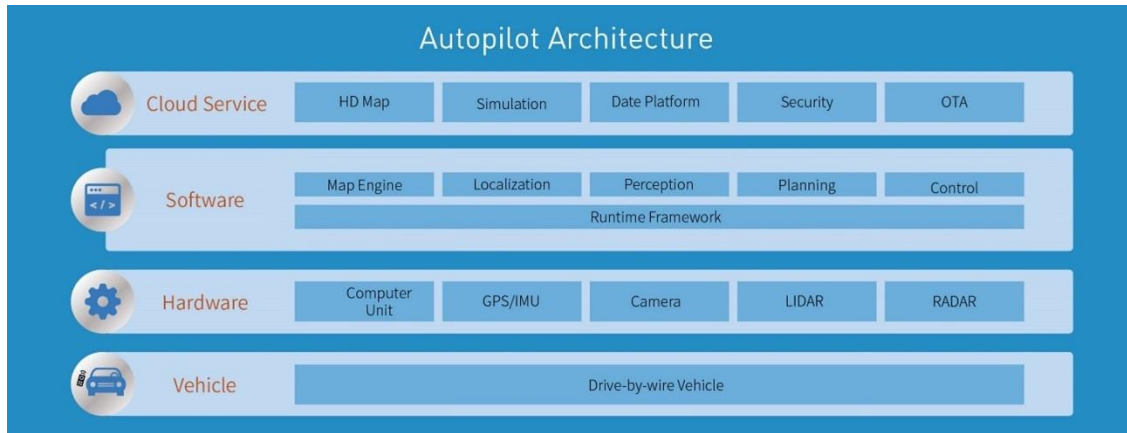 Autopilot Architecture
Cloud Service
HD Map
Simulation
Date Platform
Security
OTA
Software
Map Engine
Localization
Perception
Planning
Control
Runtime Framework
Hardware
Computer
Unit
GPS/IMU
Camera
LIDAR
RADAR
Vehicle
Drive-by-wire Vehicle